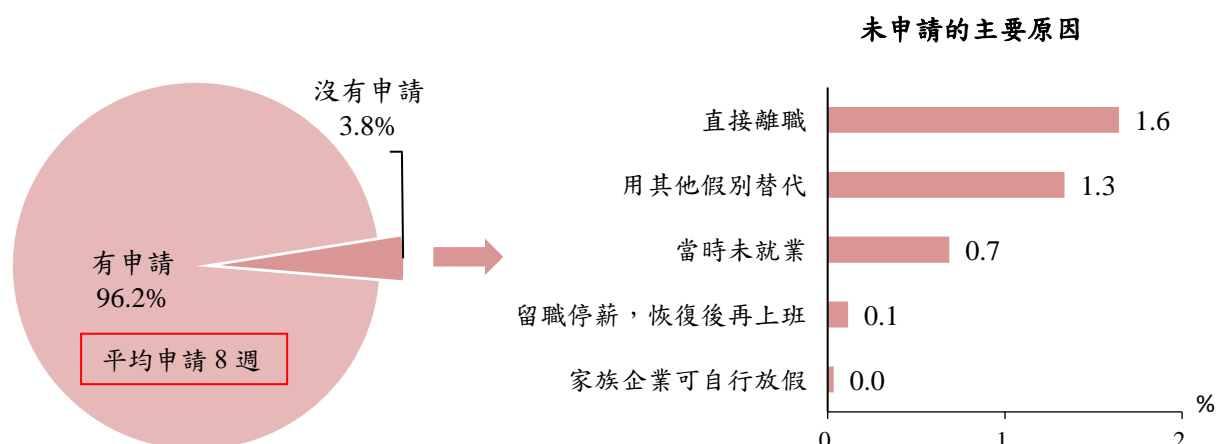 未申請的主要原因
沒有申請
3.8%
有申請
96.2%
平均申請 8 週
直接離職
1.6
用其他假別替代
1.3
當時未就業
0.7
留職停薪，恢復後再上班
0.1
家族企業可自行放假
0.0
%
0
1
2